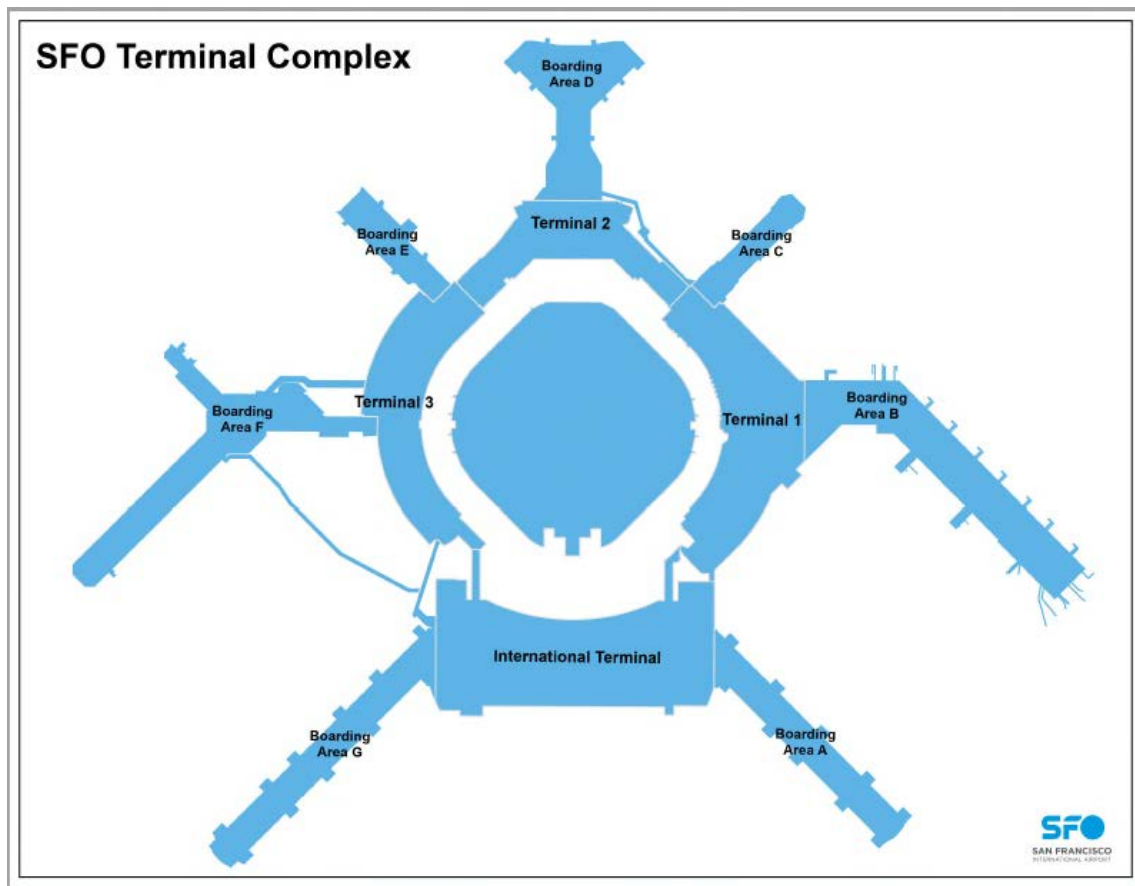 SFO Terminal Complex
Boarding
Area D
Terminal 2
Boarding
Area E
Boarding
Area C
Terminal 3
Boarding
Area F
Terminal 1
Boarding
Area B
International Terminal
Boarding
Area G
Boarding
Area A
SFO
SAN FRANCISCO
INTERNATIONAL AIRPORT